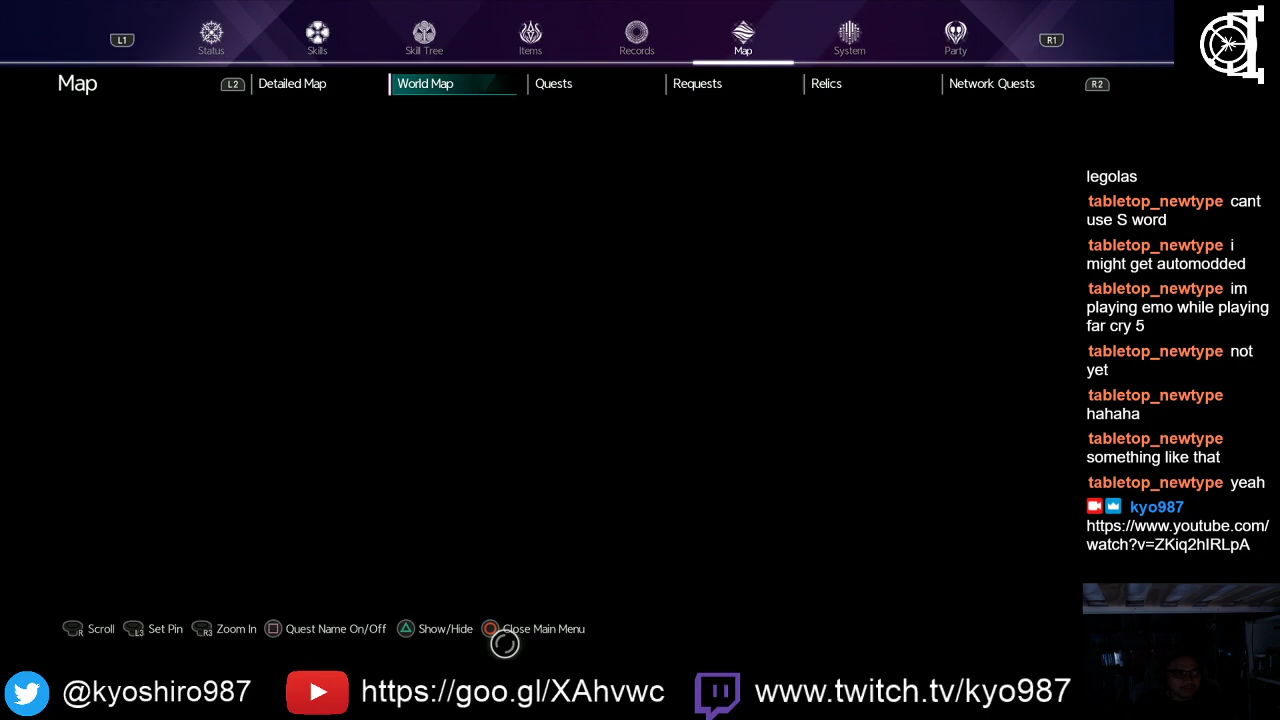 L1 Status Skills Skill Tree Items Records Map System Party R1
Map L2 Detailed Map World Map Quests Requests Relics Network Quests R2
legolas
tabletop_newtype cant
use S word
tabletop_newtype i
might get automodded
tabletop_newtype im
playing emo while playing
far cry 5
tabletop_newtype not
yet
tabletop_newtype
hahaha
tabletop_newtype
something like that
tabletop_newtype yeah
kyo987
https://www.youtube.com/
watch?v=ZKiq2hIRLpA
R Scroll L3 Set Pin R3 Zoom In Quest Name On/Off Show/Hide Close Main Menu
@kyoshiro987 https://goo.gl/XAhvwc www.twitch.tv/kyo987